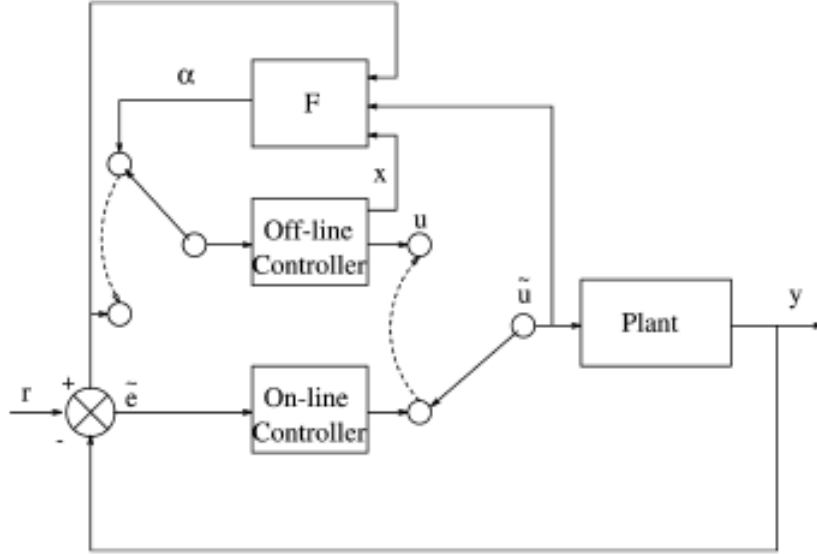 α
F
x
u
Off-line
Controller
ũ
Plant
y
r
+
-
ẽ
On-line
Controller